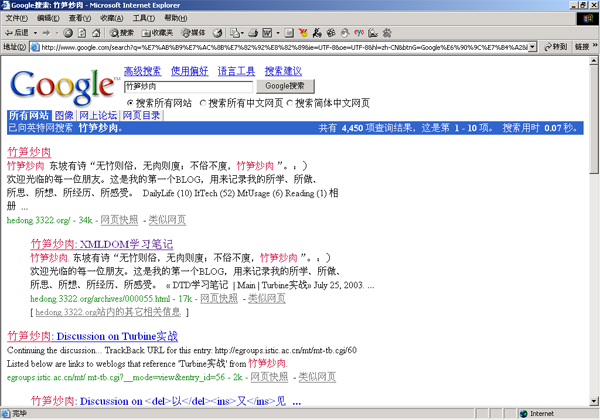 Google搜索: 竹笋炒肉 - Microsoft Internet Explorer
文件(F) 编辑(E) 查看(V) 收藏(A) 工具(T) 帮助(H)
后退 搜索 收藏夹 媒体
地址(D) http://www.google.com/search?q=%E7%AB%B9%E7%AC%8B%E7%82%92%E8%82%89&ie=UTF-8&oe=UTF-8&hl=zh-CN&btnG=Google%E6%90%9C%E7%B4%A2& 转到 链接 »
Google™
高级搜索 使用偏好 语言工具 搜索建议
竹笋炒肉 Google搜索
搜索所有网站 搜索所有中文网页 搜索简体中文网页
所有网站 图像 网上论坛 网页目录
已向英特网搜索 竹笋炒肉。 共有 4,450 项查询结果，这是第 1 - 10 项。 搜索用时 0.07 秒。
竹笋炒肉
竹笋炒肉. 东坡有诗“无竹则俗，无肉则瘦；不俗不瘦，竹笋炒肉 ”。：)
欢迎光临的每一位朋友。这是我的第一个BLOG，用来记录我的所学、所做、
所思、所想、所经历、所感受。 DailyLife (10) ItTech (52) MtUsage (6) Reading (1) 相
册 ...
hedong.3322.org/ - 34k - 网页快照 - 类似网页
竹笋炒肉: XMLDOM学习笔记
竹笋炒肉. 东坡有诗“无竹则俗，无肉则瘦；不俗不瘦，竹笋炒肉 ”。：)
欢迎光临的每一位朋友。这是我的第一个BLOG，用来记录我的所学、所做、
所思、所想、所经历、所感受。 « DTD学习笔记 | Main | Turbine实战» July 25, 2003. ...
hedong.3322.org/archives/000055.html - 17k - 网页快照 - 类似网页
[ hedong.3322.org站内的其它相关信息 ]
竹笋炒肉: Discussion on Turbine实战
Continuing the discussion... TrackBack URL for this entry: http://egroups.istic.ac.cn/mt/mt-tb.cgi/60
Listed below are links to weblogs that reference 'Turbine实战' from 竹笋炒肉.
egroups.istic.ac.cn/mt/ mt-tb.cgi?__mode=view&entry_id=56 - 2k - 网页快照 - 类似网页
竹笋炒肉: Discussion on <del>以</del><ins>又</ins>见 ...
完毕 Internet